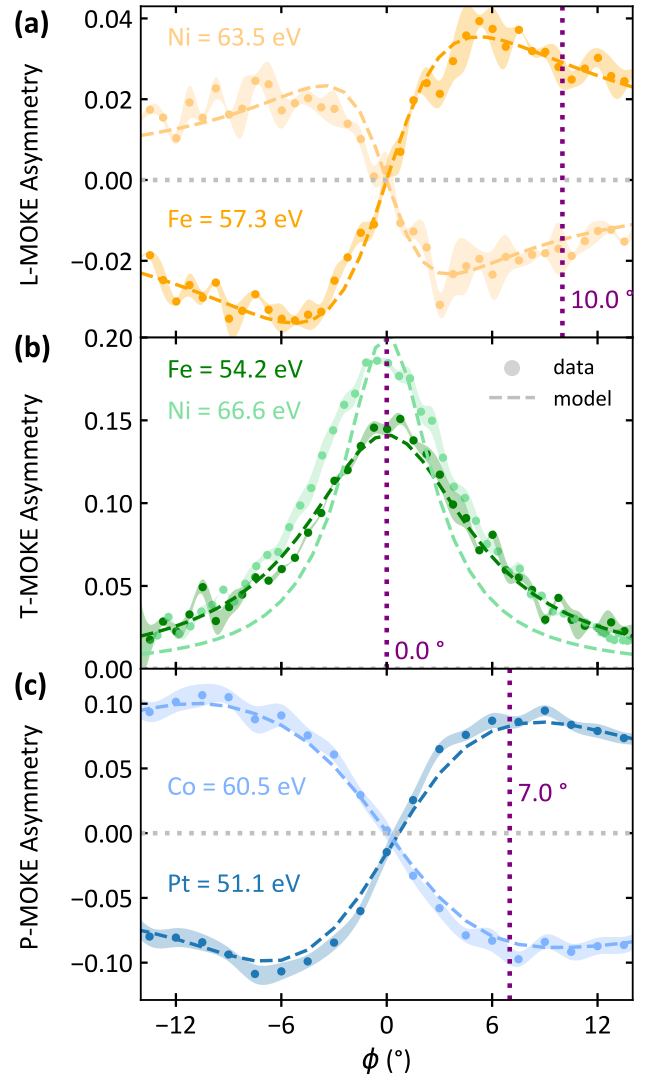 (a)
0.04
0.02
0.00
−0.02
L-MOKE Asymmetry
Ni = 63.5 eV
Fe = 57.3 eV
10.0 °
(b)
0.20
0.15
0.10
0.05
0.00
T-MOKE Asymmetry
Fe = 54.2 eV
Ni = 66.6 eV
data
model
0.0 °
(c)
0.10
0.05
0.00
−0.05
−0.10
P-MOKE Asymmetry
Co = 60.5 eV
Pt = 51.1 eV
7.0 °
−12 −6 0 6 12
ϕ (°)